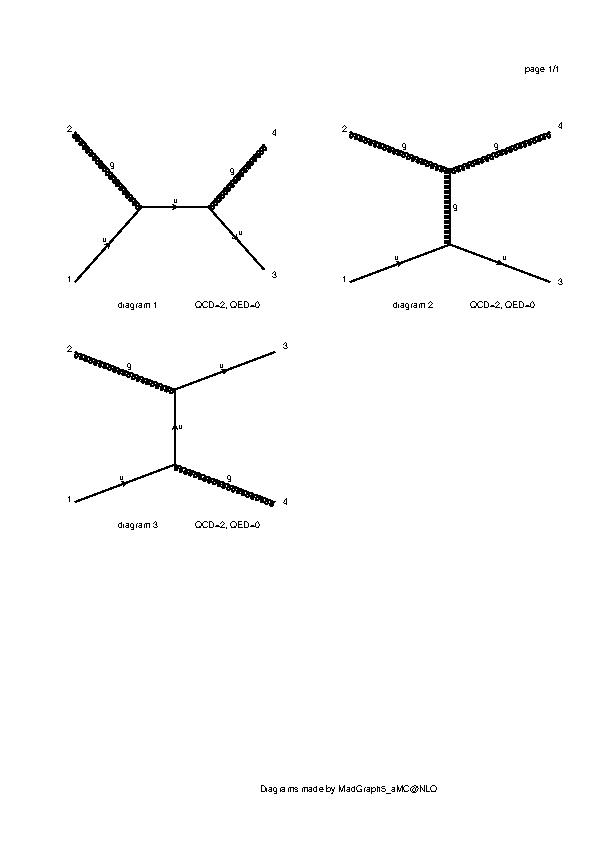 page 1/1
2
4
g
g
u
u
u
1
3
diagram 1 QCD=2, QED=0
2
4
g
g
g
u
u
1
3
diagram 2 QCD=2, QED=0
2
3
g
u
u
u
g
1
4
diagram 3 QCD=2, QED=0
Diagrams made by MadGraph5_aMC@NLO